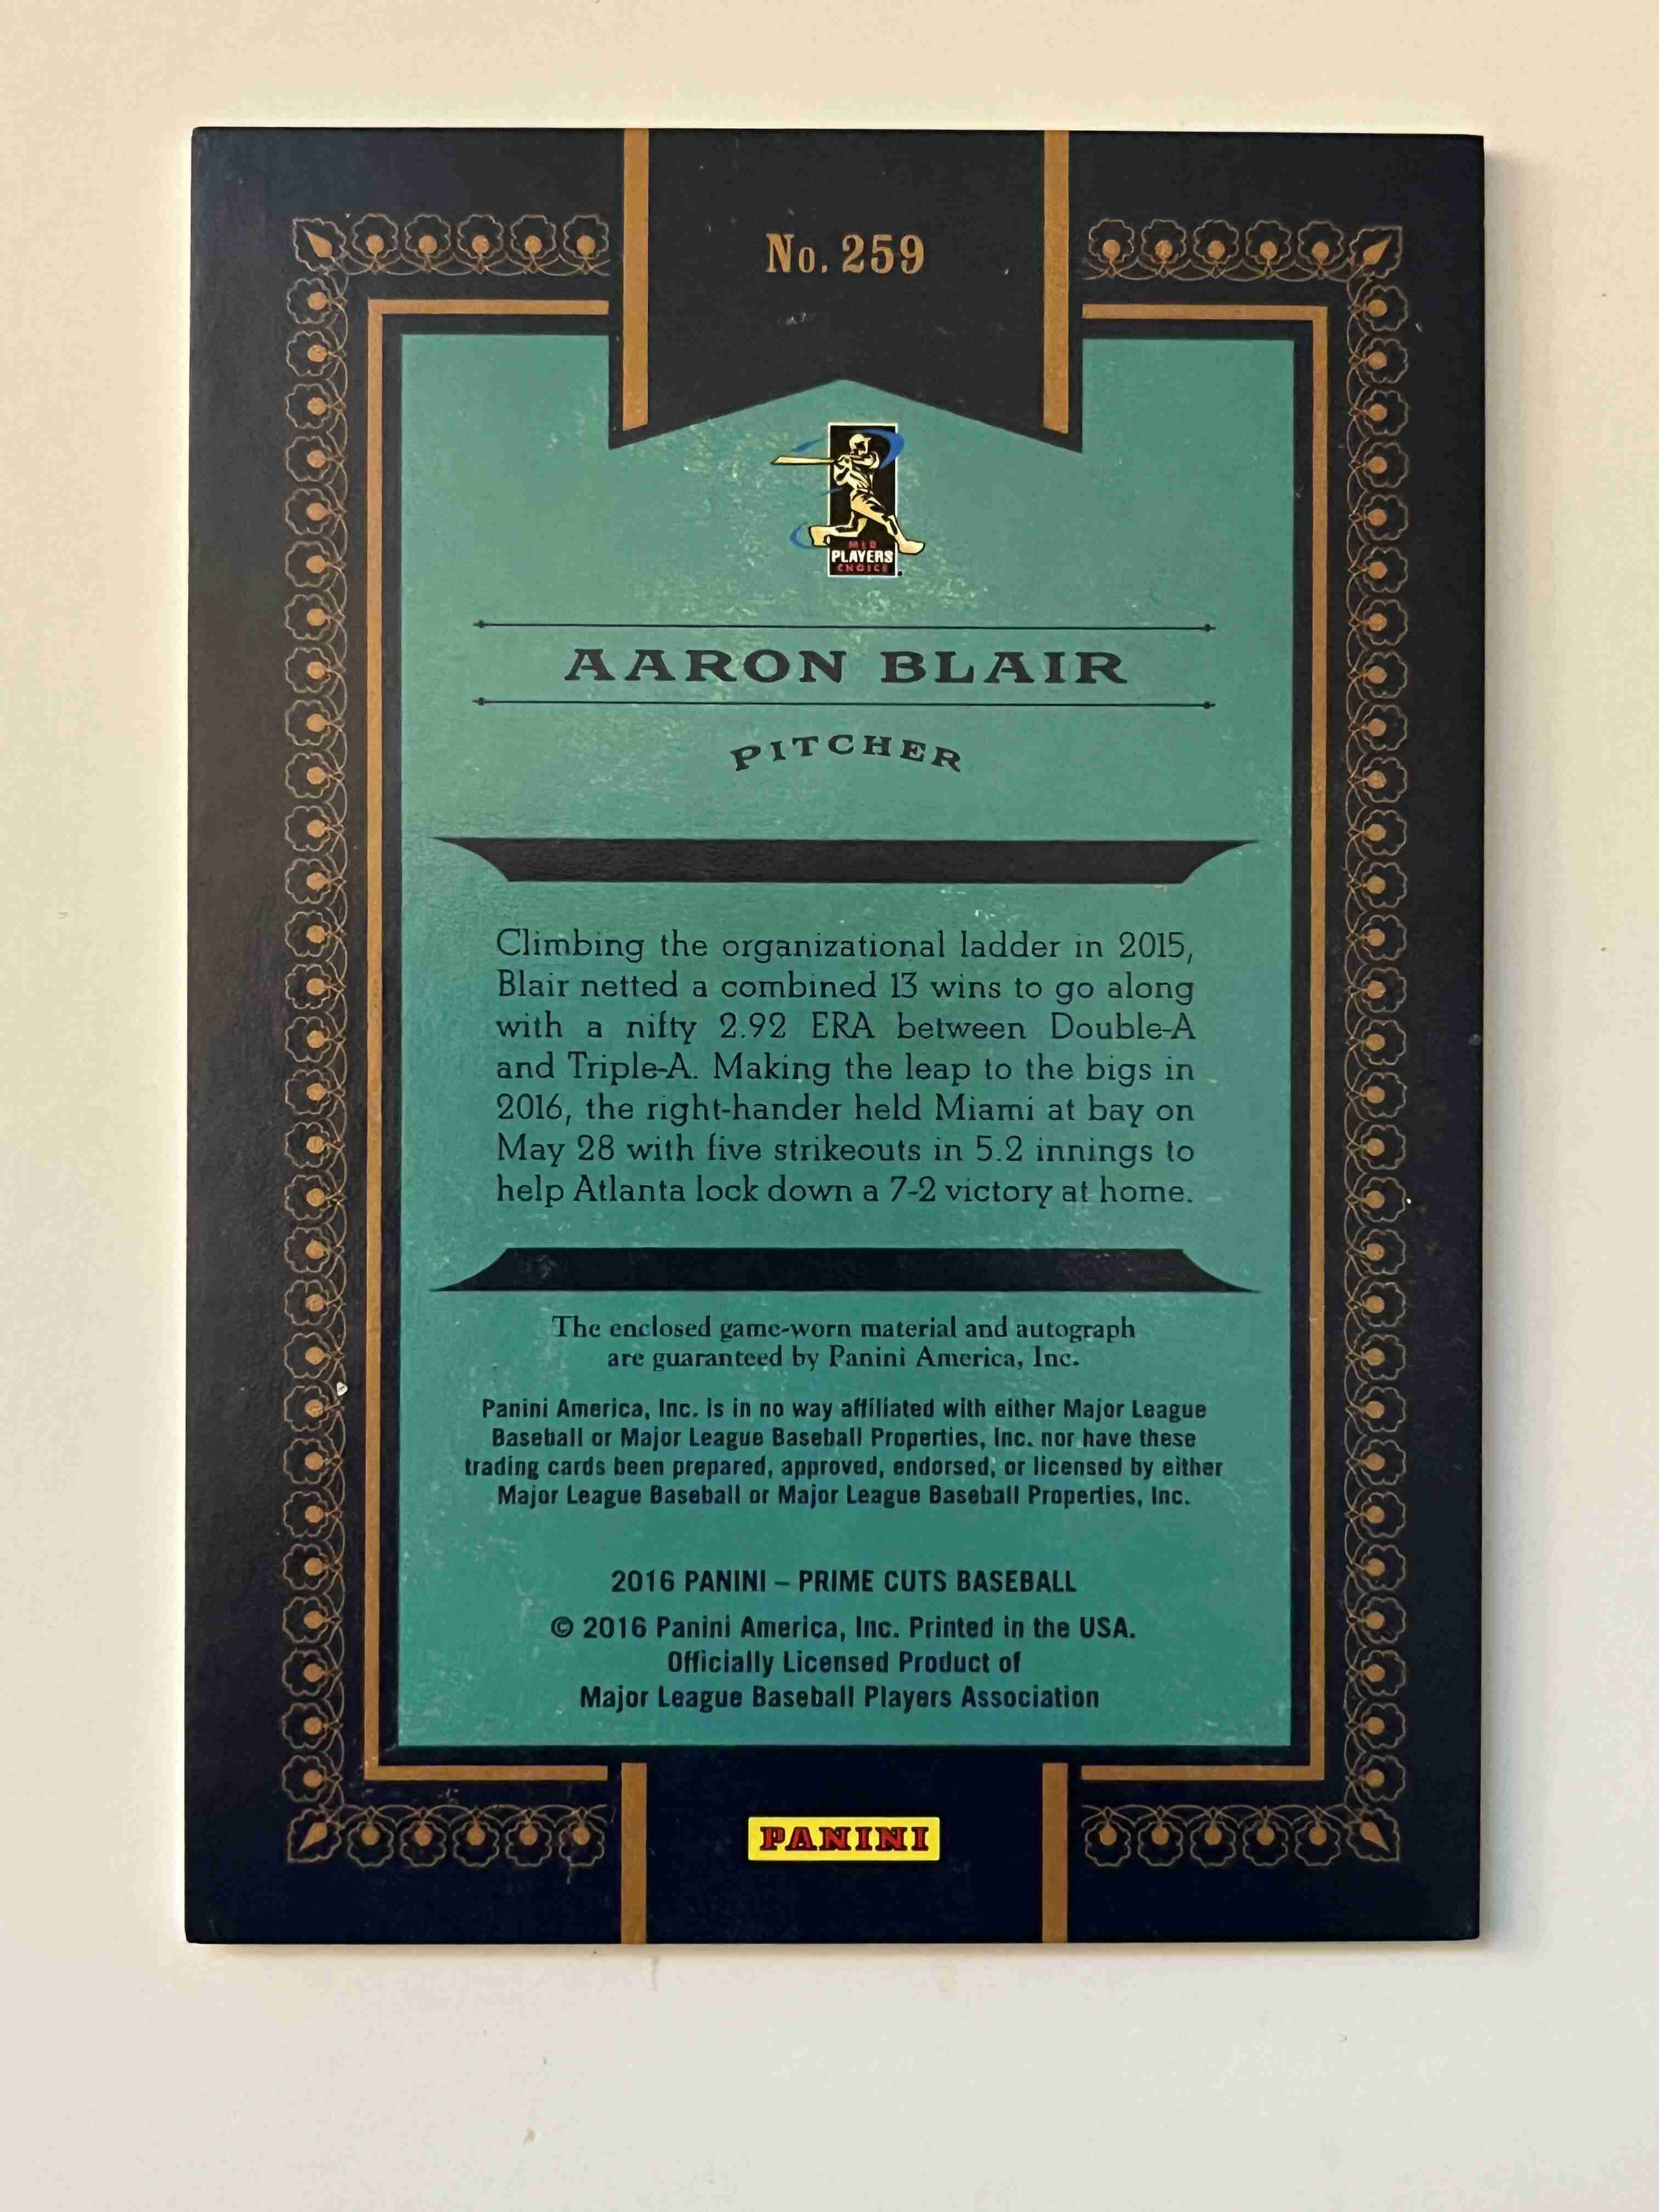 No. 259
MLB
PLAYERS
CHOICE
AARON BLAIR
PITCHER
Climbing the organizational ladder in 2015,
Blair netted a combined 13 wins to go along
with a nifty 2.92 ERA between Double-A
and Triple-A. Making the leap to the bigs in
2016, the right-hander held Miami at bay on
May 28 with five strikeouts in 5.2 innings to
help Atlanta lock down a 7-2 victory at home.
The enclosed game-worn material and autograph
are guaranteed by Panini America, Inc.
Panini America, Inc. is in no way affiliated with either Major League
Baseball or Major League Baseball Properties, Inc. nor have these
trading cards been prepared, approved, endorsed, or licensed by either
Major League Baseball or Major League Baseball Properties, Inc.
2016 PANINI – PRIME CUTS BASEBALL
© 2016 Panini America, Inc. Printed in the USA.
Officially Licensed Product of
Major League Baseball Players Association
PANINI